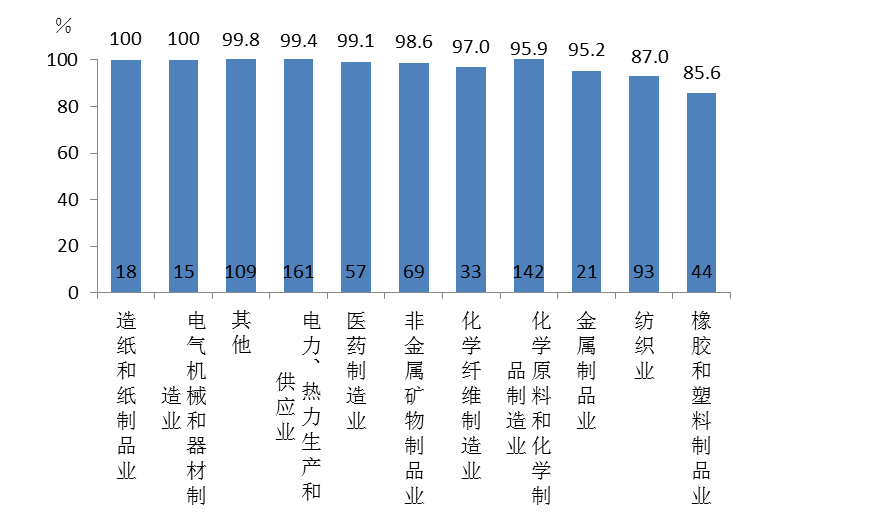 %
100 100 99.8 99.4 99.1 98.6 97.0 95.9 95.2 87.0 85.6
100
80
60
40
20
0
18 15 109 161 57 69 33 142 21 93 44
造纸和纸制品业
电气机械和器材制
造业
其他
电力、热力生产和
供应业
医药制造业
非金属矿物制品业
化学纤维制造业
化学原料和化学制
品制造业
金属制品业
纺织业
橡胶和塑料制品业